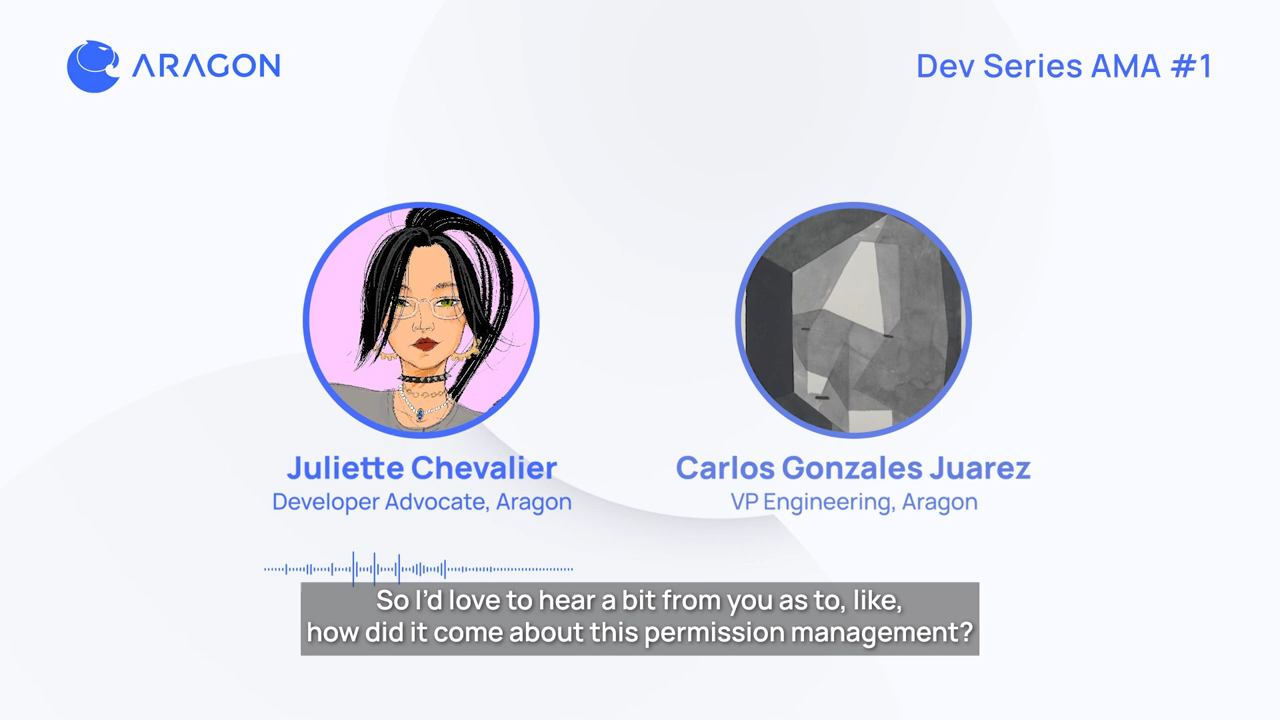 ARAGON
Dev Series AMA #1
Juliette Chevalier
Developer Advocate, Aragon
Carlos Gonzales Juarez
VP Engineering, Aragon
So I'd love to hear a bit from you as to, like,
how did it come about this permission management?